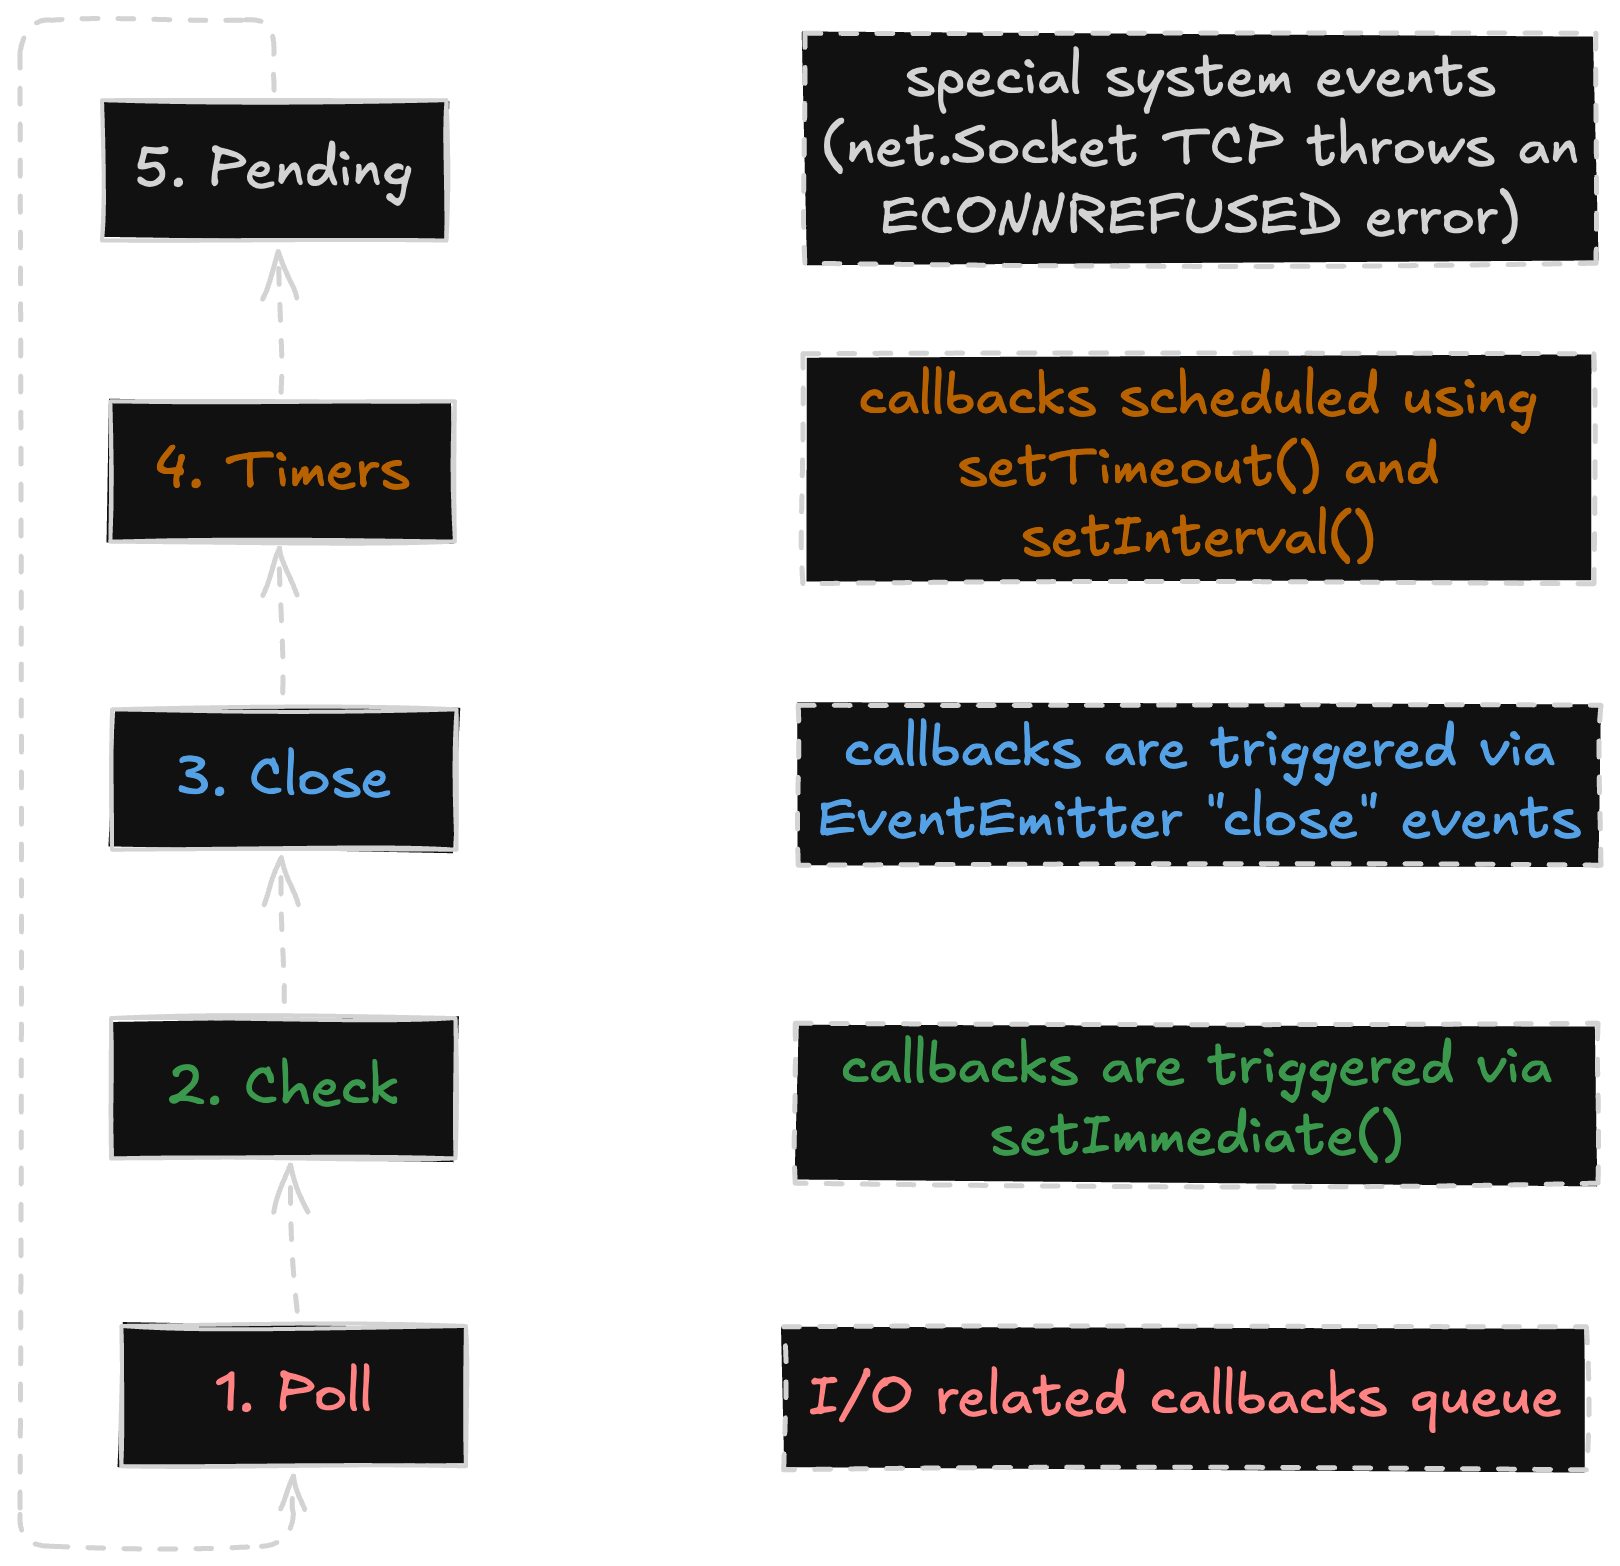 5. Pending
special system events
(net.Socket TCP throws an
ECONNREFUSED error)
4. Timers
callbacks scheduled using
setTimeout() and
setInterval()
3. Close
callbacks are triggered via
EventEmitter "close" events
2. Check
callbacks are triggered via
setImmediate()
1. Poll
I/O related callbacks queue